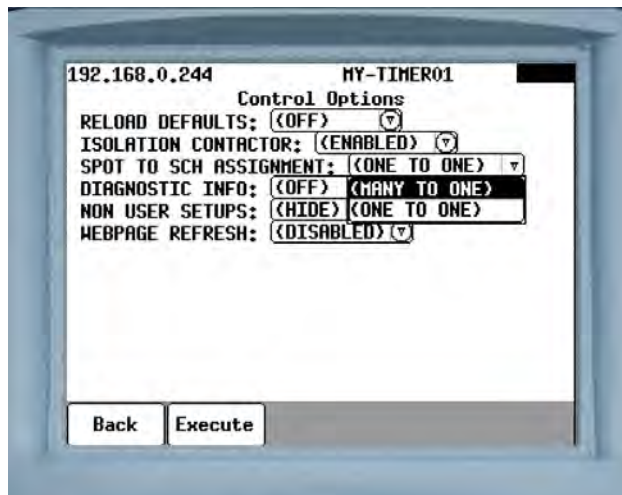 192.168.0.244 MY-TIMER01
Control Options
RELOAD DEFAULTS: (OFF)
ISOLATION CONTACTOR: (ENABLED)
SPOT TO SCH ASSIGNMENT: (ONE TO ONE)
DIAGNOSTIC INFO: (OFF) (MANY TO ONE)
NON USER SETUPS: (HIDE) (ONE TO ONE)
WEBPAGE REFRESH: (DISABLED)
Back Execute